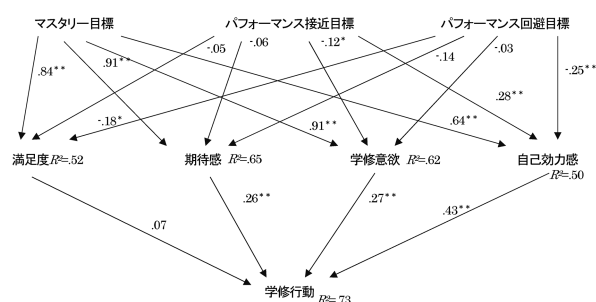 マスタリー目標 パフォーマンス接近目標 パフォーマンス回避目標
.84** .91** -.05 -.06 -.12* -.14 -.03 -.25**
.28**
-.18* .91** .64**
満足度 R²=.52 期待感 R²=.65 学修意欲 R²=.62 自己効力感
R²=.50
.07 .26** .27** .43**
学修行動 R²=.73